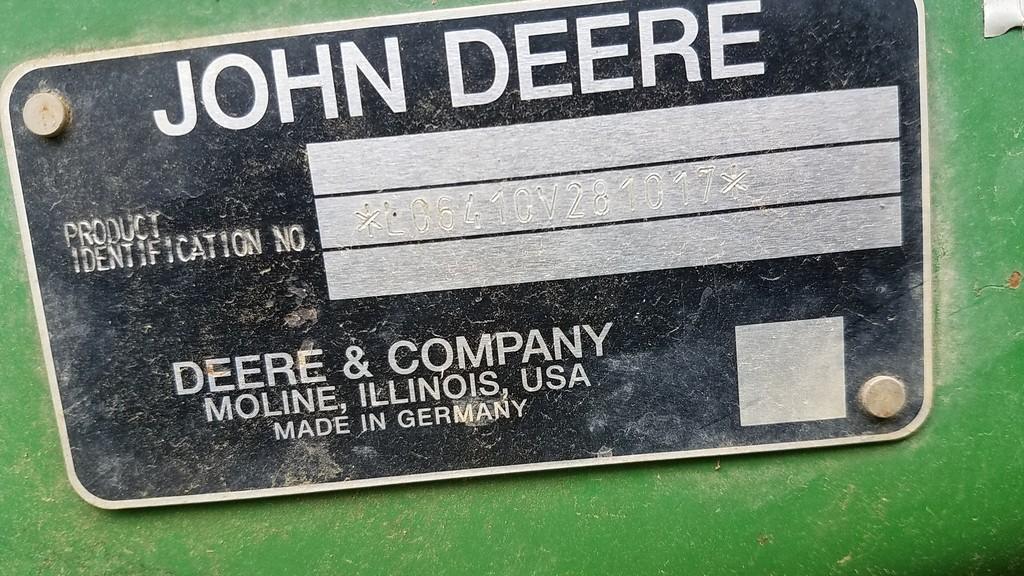 JOHN DEERE
PRODUCT
IDENTIFICATION NO.
*L06410V281017*
DEERE & COMPANY
MOLINE, ILLINOIS, USA
MADE IN GERMANY